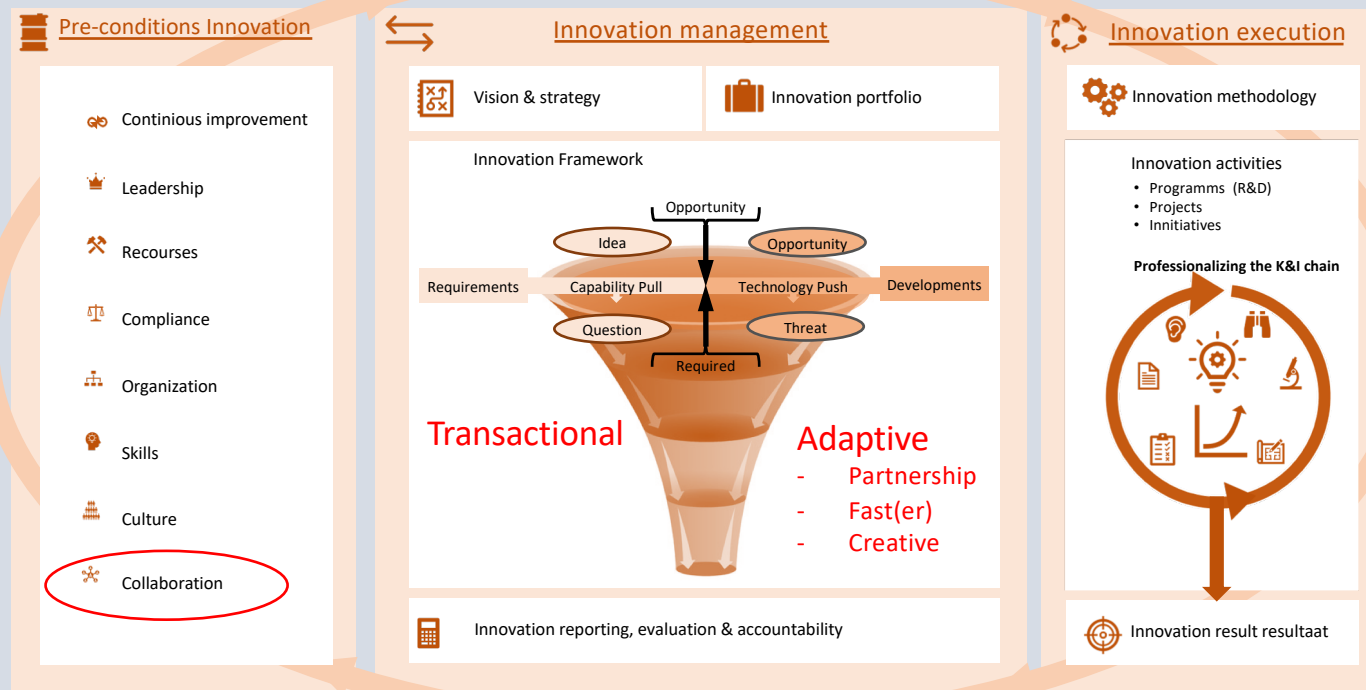 Pre-conditions Innovation
Continious improvement
Leadership
Recourses
Compliance
Organization
Skills
Culture
Collaboration
Innovation management
Vision & strategy
Innovation portfolio
Innovation Framework
Opportunity
Idea
Opportunity
Requirements
Capability Pull
Technology Push
Developments
Question
Threat
Required
Transactional
Adaptive
- Partnership
- Fast(er)
- Creative
Innovation reporting, evaluation & accountability
Innovation execution
Innovation methodology
Innovation activities
• Programms (R&D)
• Projects
• Innitiatives
Professionalizing the K&I chain
Innovation result resultaat